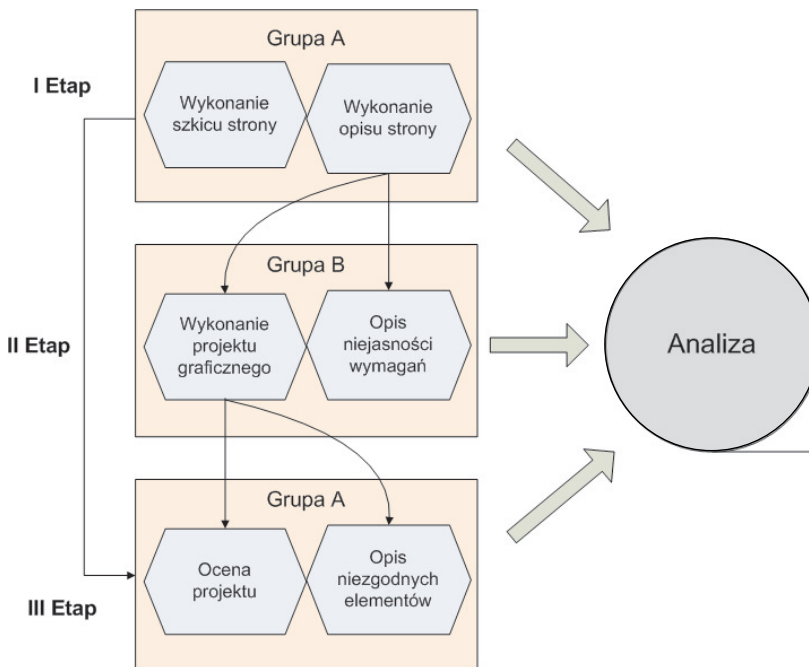 Grupa A
I Etap
Wykonanie
szkicu strony
Wykonanie
opisu strony
Grupa B
II Etap
Wykonanie
projektu
graficznego
Opis
niejasności
wymagań
Analiza
Grupa A
III Etap
Ocena
projektu
Opis
niezgodnych
elementów